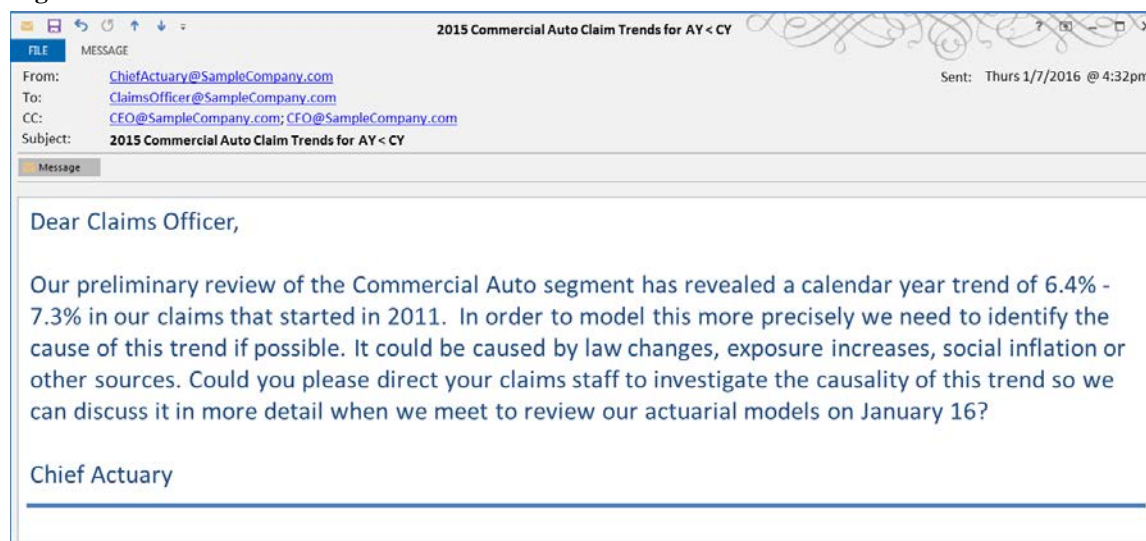 2015 Commercial Auto Claim Trends for AY < CY
FILE MESSAGE
From: ChiefActuary@SampleCompany.com Sent: Thurs 1/7/2016 @ 4:32pm
To: ClaimsOfficer@SampleCompany.com
CC: CEO@SampleCompany.com; CFO@SampleCompany.com
Subject: 2015 Commercial Auto Claim Trends for AY < CY
Message
Dear Claims Officer,
Our preliminary review of the Commercial Auto segment has revealed a calendar year trend of 6.4% -
7.3% in our claims that started in 2011. In order to model this more precisely we need to identify the
cause of this trend if possible. It could be caused by law changes, exposure increases, social inflation or
other sources. Could you please direct your claims staff to investigate the causality of this trend so we
can discuss it in more detail when we meet to review our actuarial models on January 16?
Chief Actuary